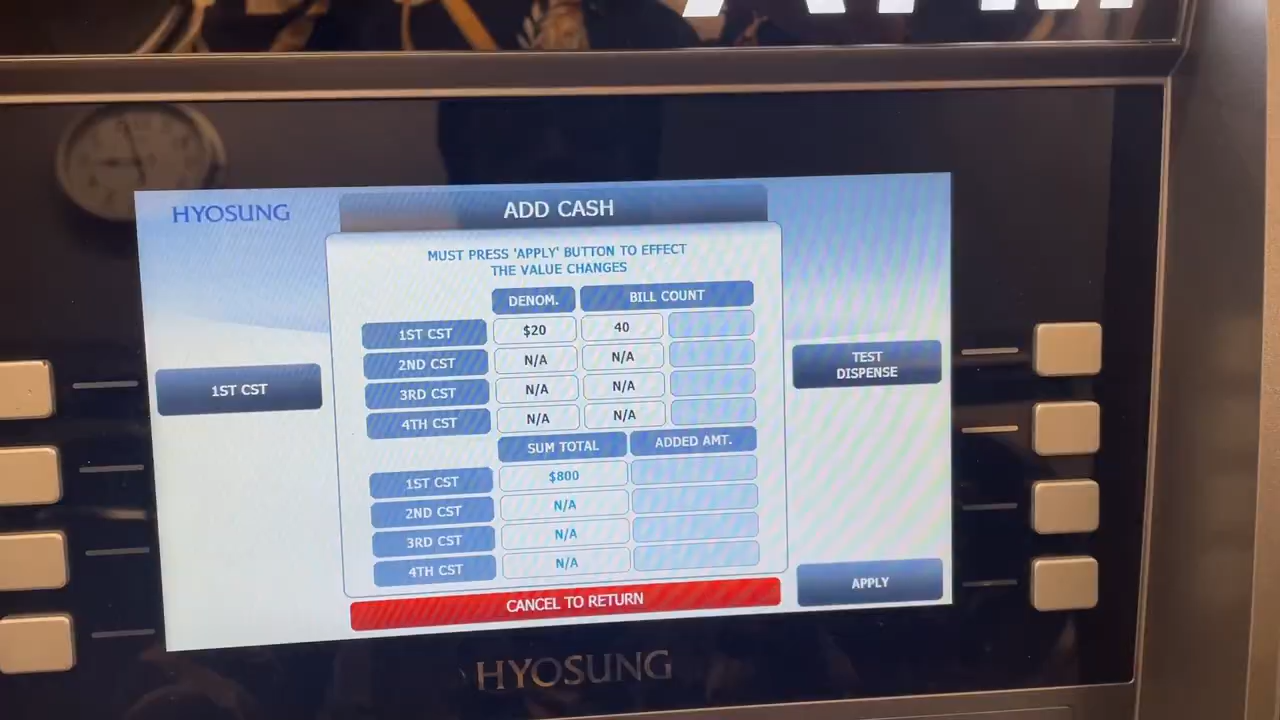 ATM
HYOSUNG
ADD CASH
MUST PRESS 'APPLY' BUTTON TO EFFECT
THE VALUE CHANGES
DENOM. BILL COUNT
1ST CST $20 40
2ND CST N/A N/A
3RD CST N/A N/A
4TH CST N/A N/A
SUM TOTAL ADDED AMT.
1ST CST $800
2ND CST N/A
3RD CST N/A
4TH CST N/A
1ST CST
TEST
DISPENSE
APPLY
CANCEL TO RETURN
HYOSUNG